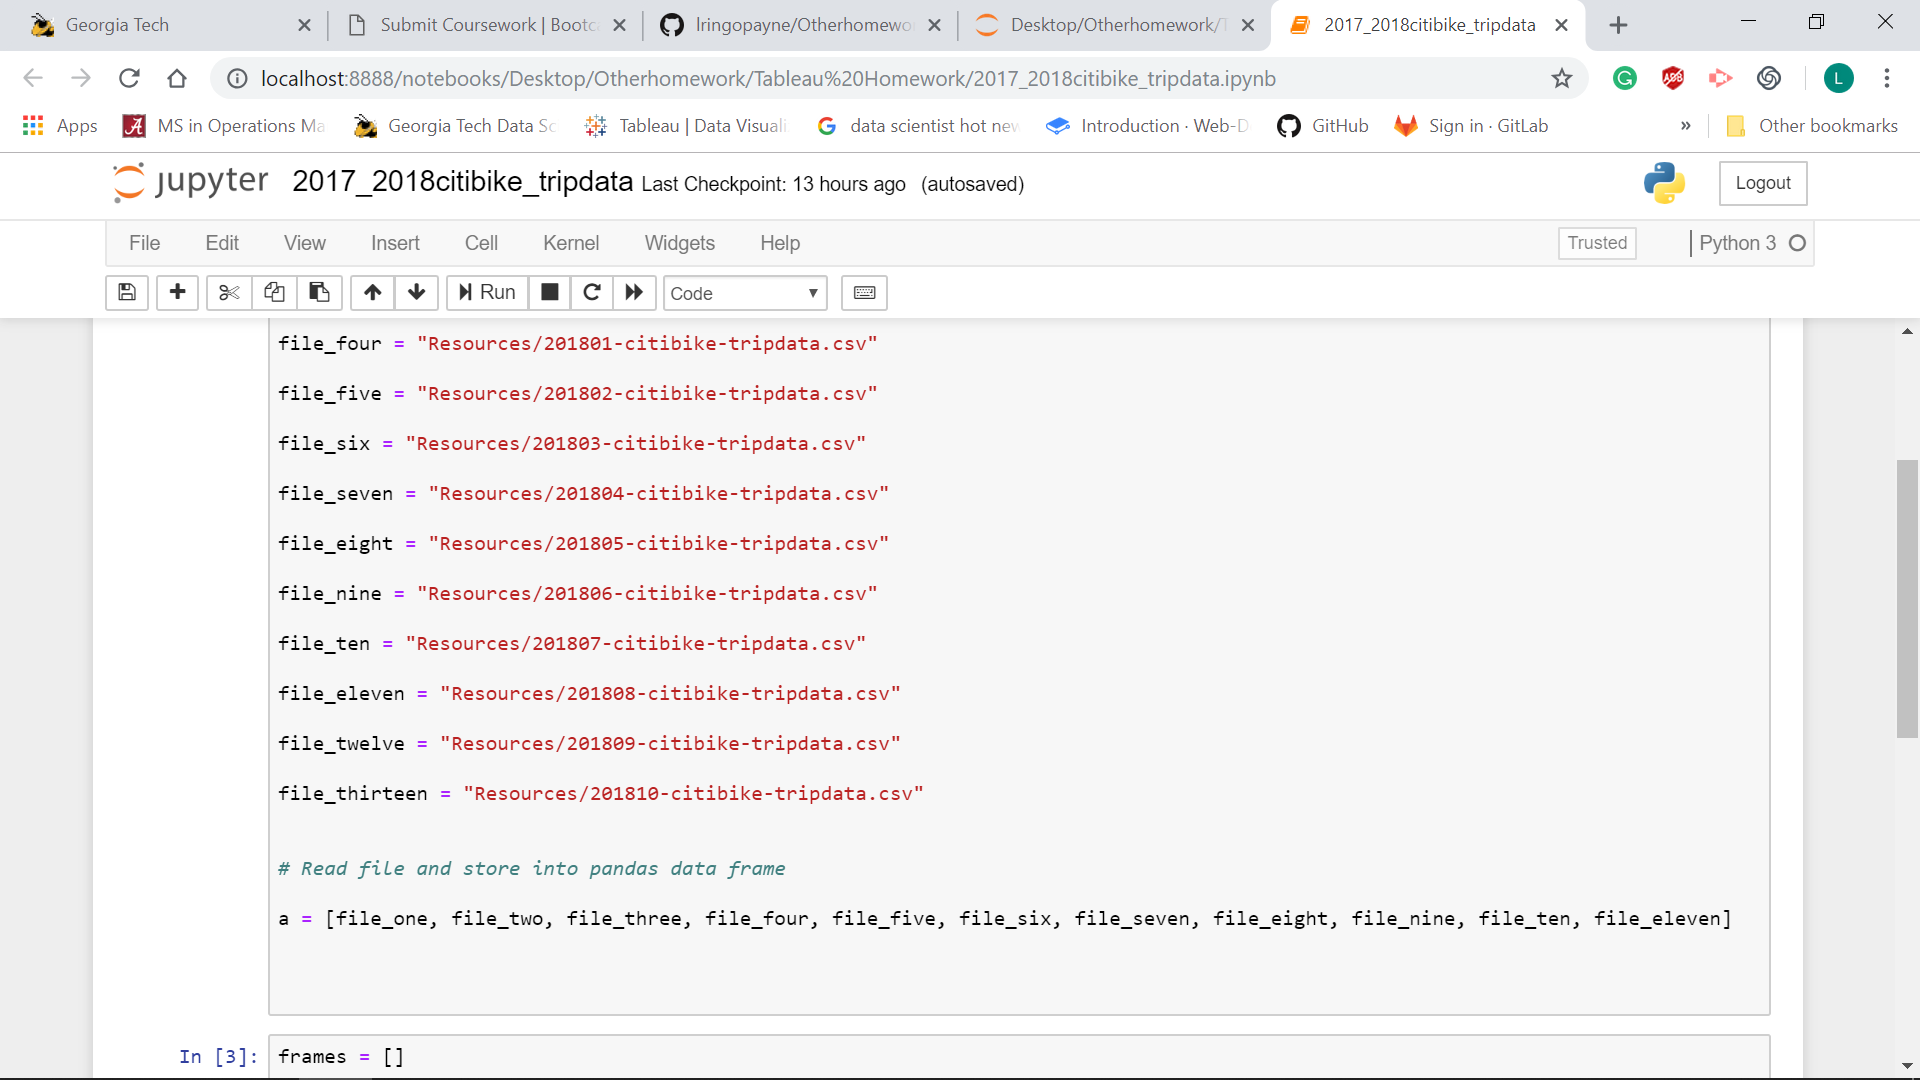 Georgia Tech
Submit Coursework | Bootc
lringopayne/Otherhomewo
Desktop/Otherhomework/T
2017_2018citibike_tripdata
localhost:8888/notebooks/Desktop/Otherhomework/Tableau%20Homework/2017_2018citibike_tripdata.ipynb
G
ABP
L
Apps
A
MS in Operations Ma
Georgia Tech Data Sc
Tableau | Data Visuali
G
data scientist hot new
Introduction · Web-D
GitHub
Sign in · GitLab
»
Other bookmarks
jupyter 2017_2018citibike_tripdata Last Checkpoint: 13 hours ago (autosaved)
Logout
File Edit View Insert Cell Kernel Widgets Help
Trusted
Python 3
Run
Code
file_four = "Resources/201801-citibike-tripdata.csv"
file_five = "Resources/201802-citibike-tripdata.csv"
file_six = "Resources/201803-citibike-tripdata.csv"
file_seven = "Resources/201804-citibike-tripdata.csv"
file_eight = "Resources/201805-citibike-tripdata.csv"
file_nine = "Resources/201806-citibike-tripdata.csv"
file_ten = "Resources/201807-citibike-tripdata.csv"
file_eleven = "Resources/201808-citibike-tripdata.csv"
file_twelve = "Resources/201809-citibike-tripdata.csv"
file_thirteen = "Resources/201810-citibike-tripdata.csv"
# Read file and store into pandas data frame
a = [file_one, file_two, file_three, file_four, file_five, file_six, file_seven, file_eight, file_nine, file_ten, file_eleven]
In [3]: frames = []